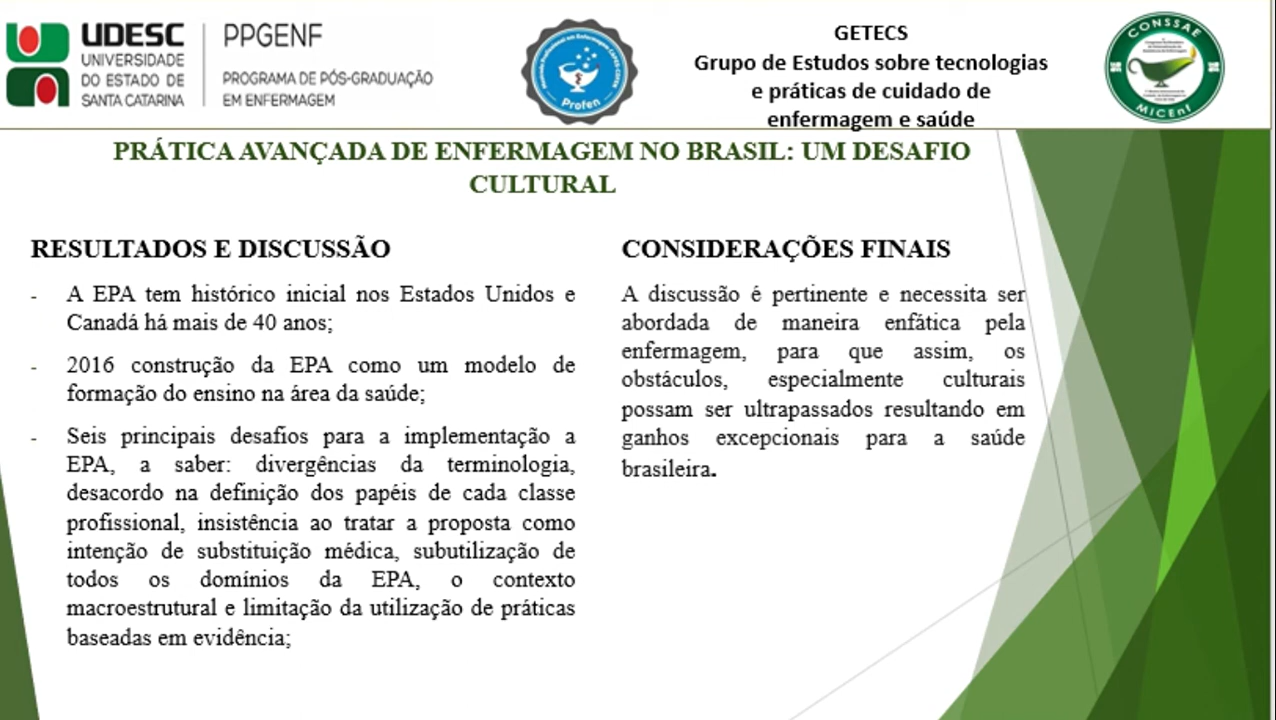 UDESC
UNIVERSIDADE
DO ESTADO DE
SANTA CATARINA
PPGENF
PROGRAMA DE PÓS-GRADUAÇÃO
EM ENFERMAGEM
Profen
GETECS
Grupo de Estudos sobre tecnologias
e práticas de cuidado de
enfermagem e saúde
CONSSAE
MICEnf
PRÁTICA AVANÇADA DE ENFERMAGEM NO BRASIL: UM DESAFIO
CULTURAL
RESULTADOS E DISCUSSÃO
- A EPA tem histórico inicial nos Estados Unidos e
Canadá há mais de 40 anos;
- 2016 construção da EPA como um modelo de
formação do ensino na área da saúde;
- Seis principais desafios para a implementação a
EPA, a saber: divergências da terminologia,
desacordo na definição dos papéis de cada classe
profissional, insistência ao tratar a proposta como
intenção de substituição médica, subutilização de
todos os domínios da EPA, o contexto
macroestrutural e limitação da utilização de práticas
baseadas em evidência;
CONSIDERAÇÕES FINAIS
A discussão é pertinente e necessita ser
abordada de maneira enfática pela
enfermagem, para que assim, os
obstáculos, especialmente culturais
possam ser ultrapassados resultando em
ganhos excepcionais para a saúde
brasileira.